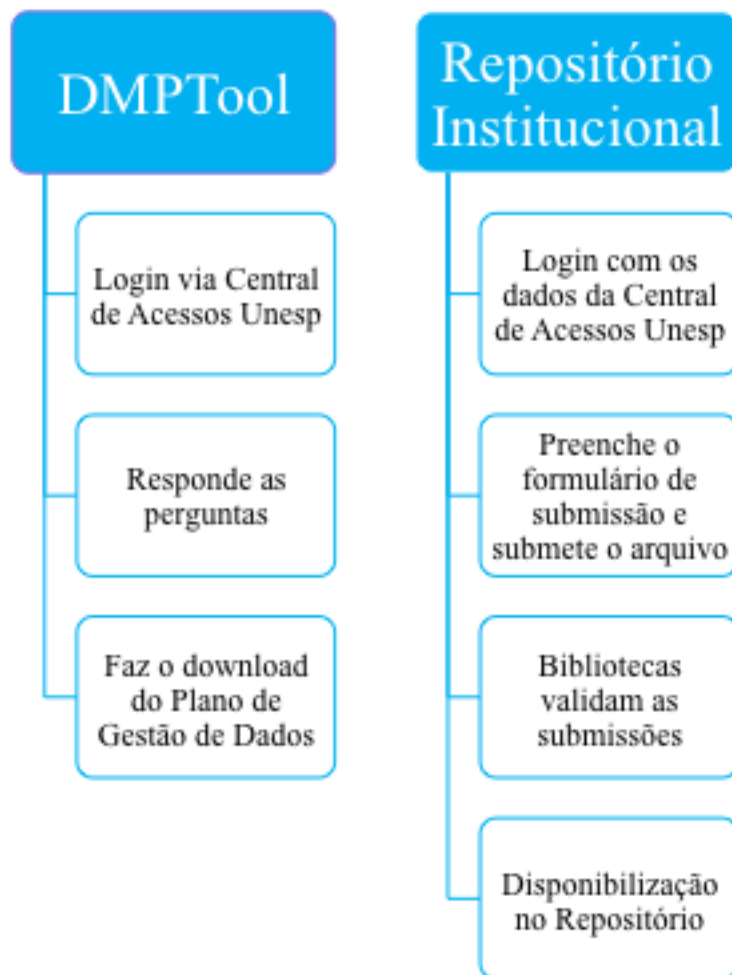 DMPTool
Login via Central
de Acessos Unesp
Responde as
perguntas
Faz o download
do Plano de
Gestão de Dados
Repositório
Institucional
Login com os
dados da Central
de Acessos Unesp
Preenche o
formulário de
submissão e
submete o arquivo
Bibliotecas
validam as
submissões
Disponibilização
no Repositório